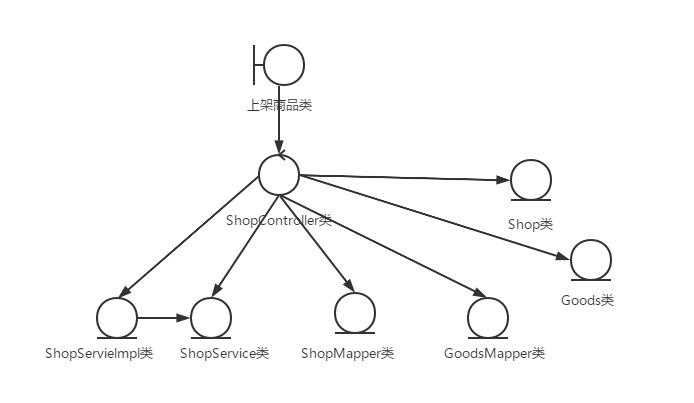 上架商品类
ShopController类
Shop类
Goods类
ShopServieImpl类
ShopService类
ShopMapper类
GoodsMapper类